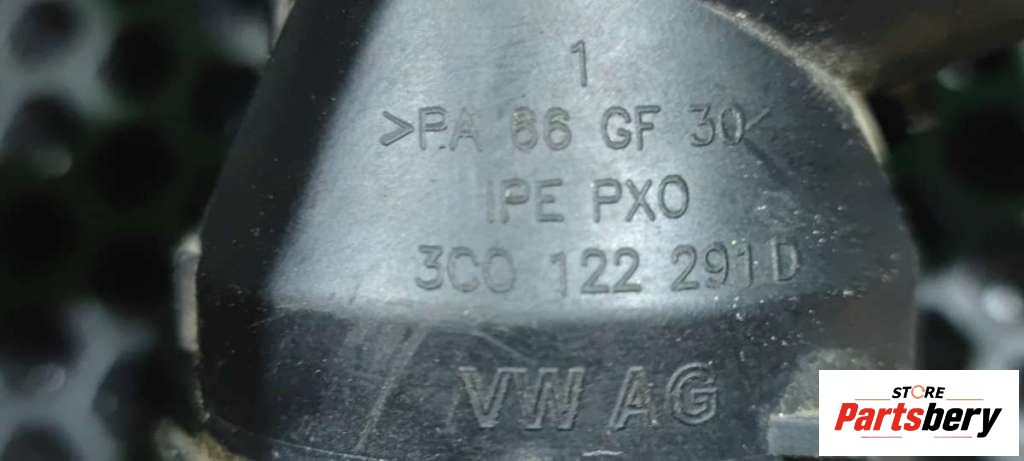 1
>PA 66 GF 30<
IPE PXO
3C0 122 291 D
VW AG
STORE
Partsbery